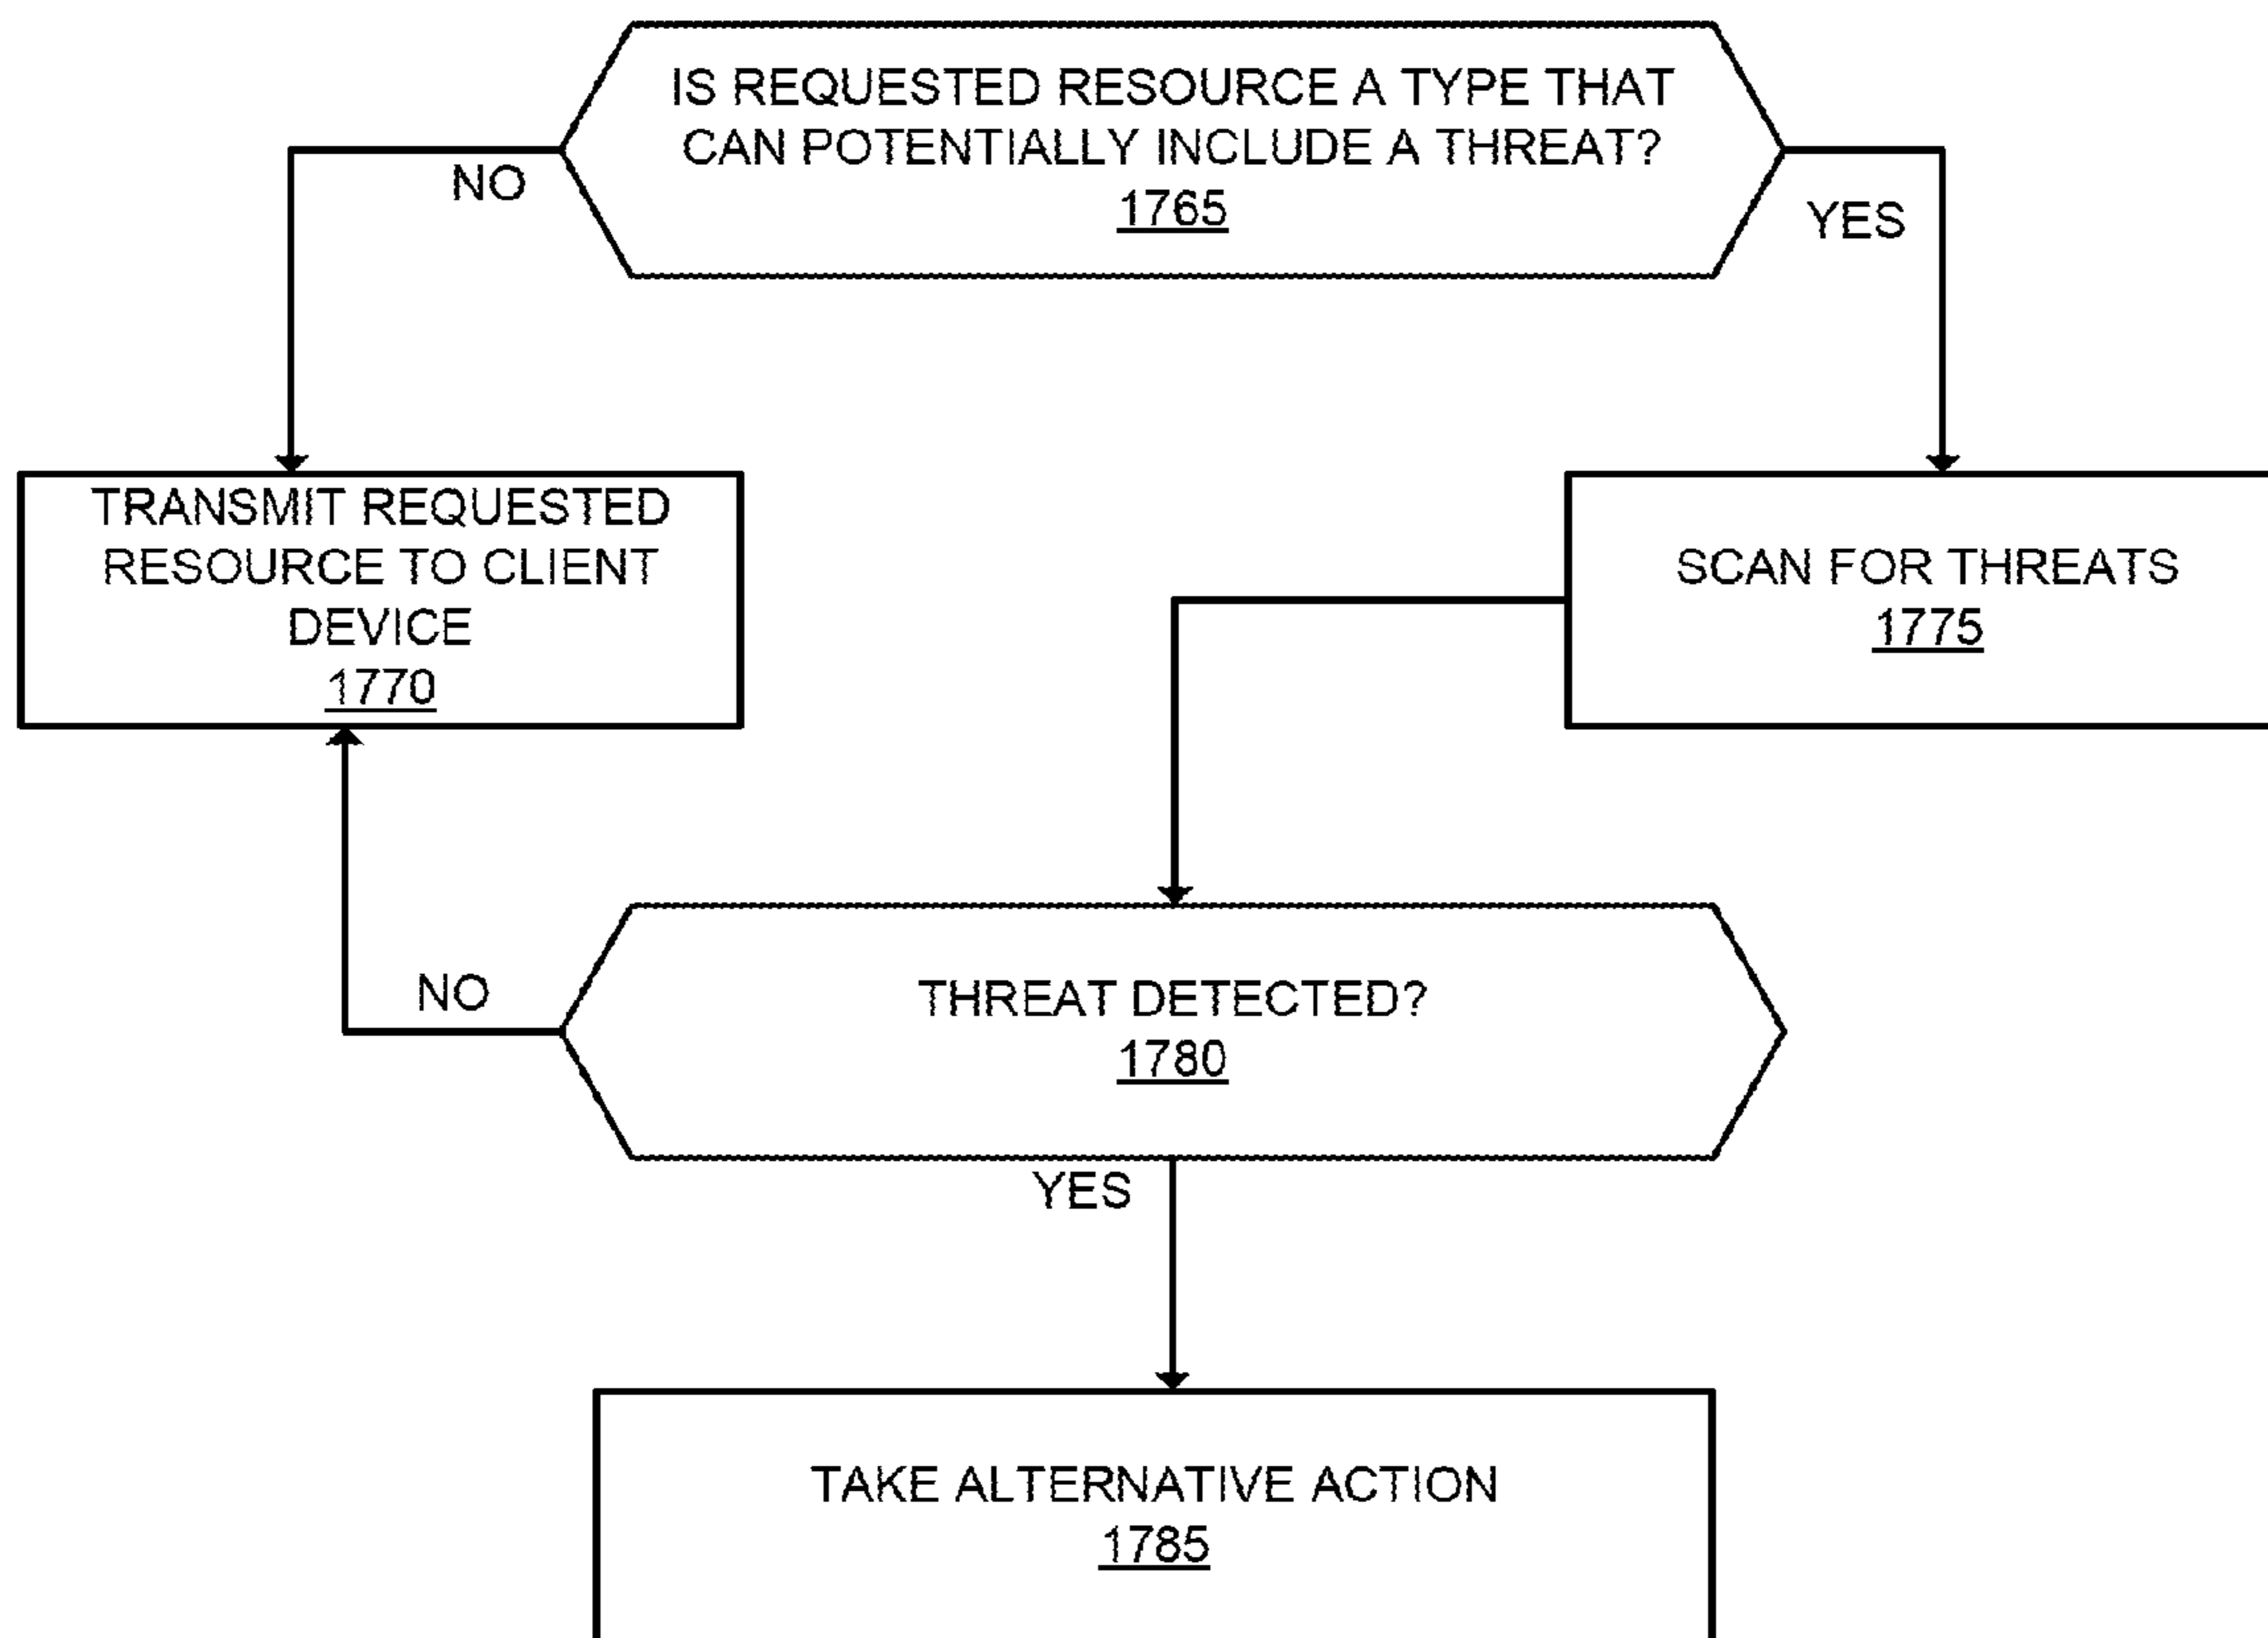 IS REQUESTED RESOURCE A TYPE THAT
CAN POTENTIALLY INCLUDE A THREAT?
1765
NO
YES
TRANSMIT REQUESTED
RESOURCE TO CLIENT
DEVICE
1770
SCAN FOR THREATS
1775
NO
THREAT DETECTED?
1780
YES
TAKE ALTERNATIVE ACTION
1785